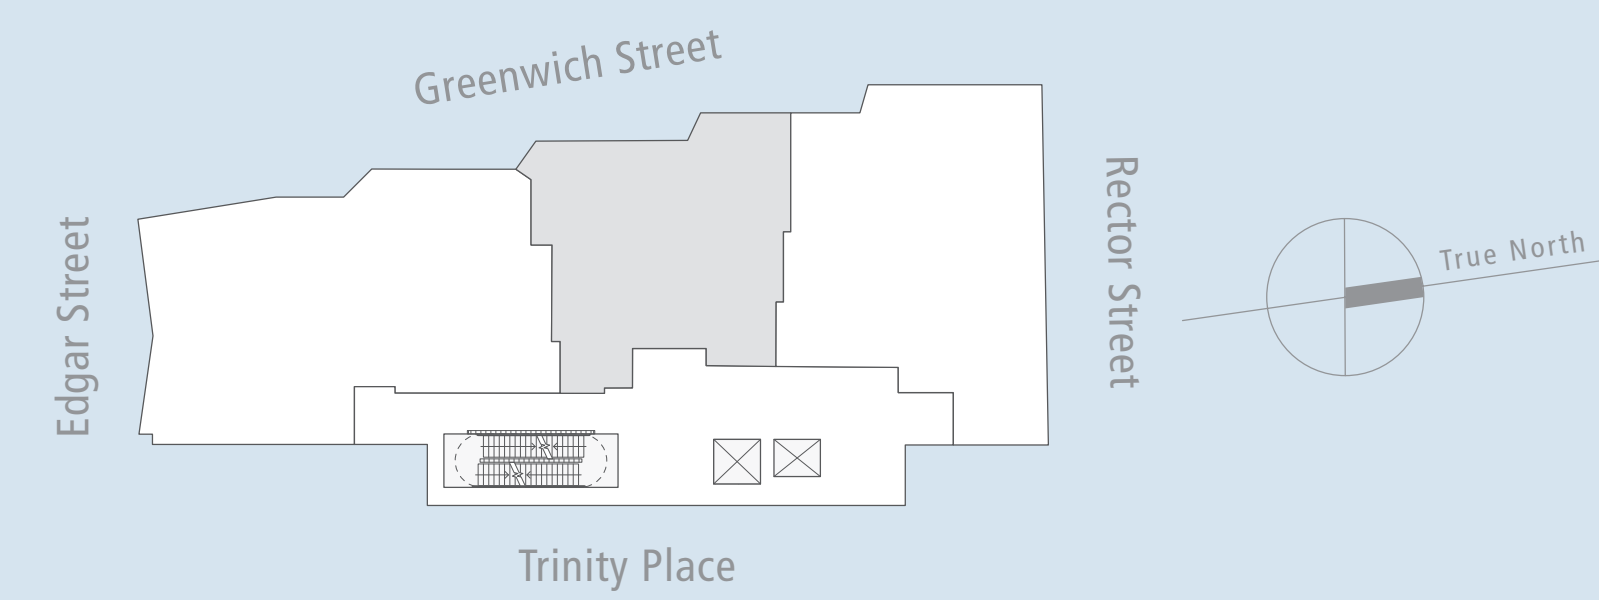 Greenwich Street
Edgar Street
Rector Street
True North
Trinity Place